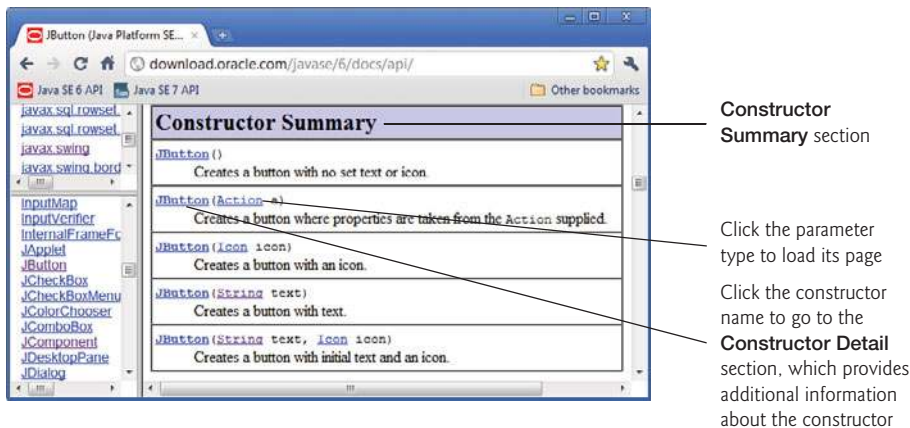 JButton (Java Platform SE...
download.oracle.com/javase/6/docs/api/
Java SE 6 API
Java SE 7 API
Other bookmarks
javax.sql.rowset.
javax.sql.rowset.
javax.swing
javax.swing.bord
InputMap
InputVerifier
InternalFrameFc
JApplet
JButton
JCheckBox
JCheckBoxMenu
JColorChooser
JComboBox
JComponent
JDesktopPane
JDialog
Constructor Summary
JButton()
Creates a button with no set text or icon.
JButton(Action a)
Creates a button where properties are taken from the Action supplied.
JButton(Icon icon)
Creates a button with an icon.
JButton(String text)
Creates a button with text.
JButton(String text, Icon icon)
Creates a button with initial text and an icon.
Constructor
Summary section
Click the parameter
type to load its page
Click the constructor
name to go to the
Constructor Detail
section, which provides
additional information
about the constructor